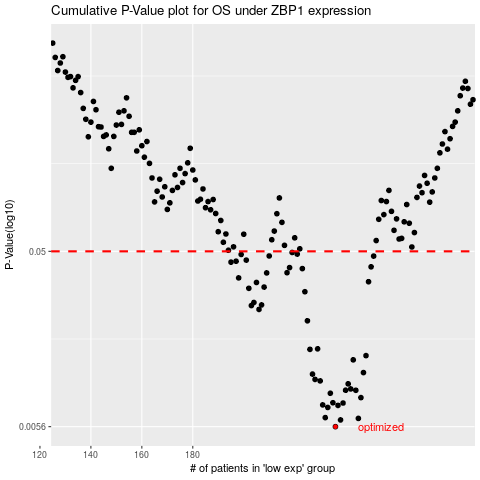 Cumulative P-Value plot for OS under ZBP1 expression
P-Value(log10)
0.05
0.0056
optimized
120 140 160 180
# of patients in 'low exp' group